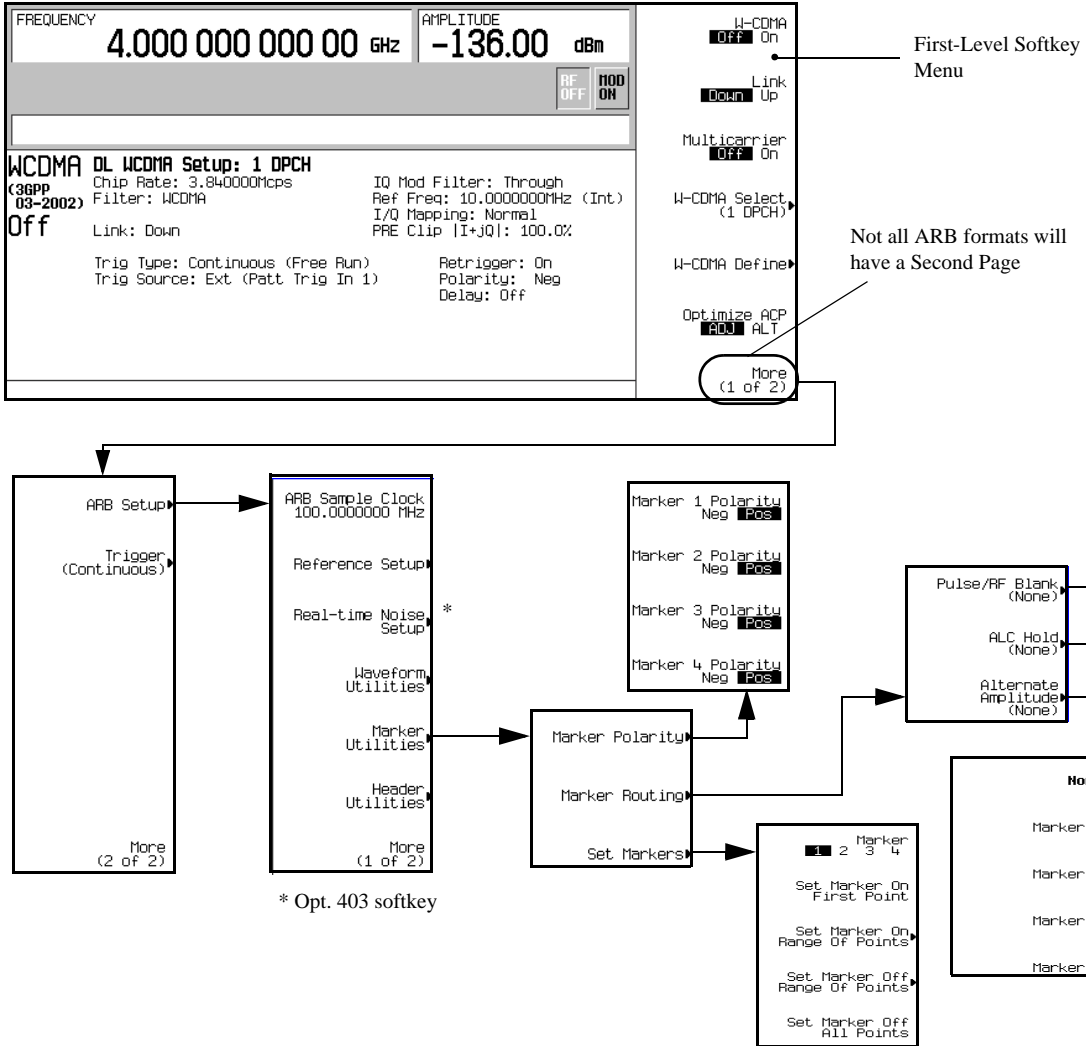 FREQUENCY
4.000 000 000 00 GHz
AMPLITUDE
-136.00 dBm
RF OFF
MOD ON
WCDMA
(3GPP
03-2002)
Off
DL WCDMA Setup: 1 DPCH
Chip Rate: 3.840000Mcps
Filter: WCDMA
Link: Down
IQ Mod Filter: Through
Ref Freq: 10.0000000MHz (Int)
I/Q Mapping: Normal
PRE Clip |I+jQ|: 100.0%
Trig Type: Continuous (Free Run)
Trig Source: Ext (Patt Trig In 1)
Retrigger: On
Polarity: Neg
Delay: Off
W-CDMA
Off On
Link
Down Up
Multicarrier
Off On
W-CDMA Select
(1 DPCH)
W-CDMA Define
Optimize ACP
ADJ ALT
More
(1 of 2)
First-Level Softkey
Menu
Not all ARB formats will
have a Second Page
ARB Setup
Trigger
(Continuous)
More
(2 of 2)
ARB Sample Clock
100.0000000 MHz
Reference Setup
Real-time Noise
Setup
*
Waveform
Utilities
Marker
Utilities
Header
Utilities
More
(1 of 2)
* Opt. 403 softkey
Marker 1 Polarity
Neg Pos
Marker 2 Polarity
Neg Pos
Marker 3 Polarity
Neg Pos
Marker 4 Polarity
Neg Pos
Marker Polarity
Marker Routing
Set Markers
Marker
1 2 3 4
Set Marker On
First Point
Set Marker On
Range Of Points
Set Marker Off
Range Of Points
Set Marker Off
All Points
Pulse/RF Blank
(None)
ALC Hold
(None)
Alternate
Amplitude
(None)
Marker
Marker
Marker
Marker